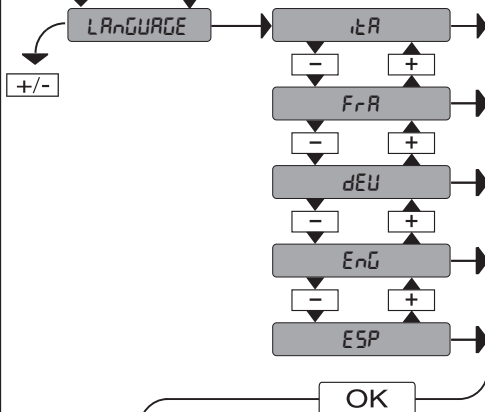 LAnGUAGE
itA
- +
+/-
FrA
- +
dEU
- +
EnG
- +
ESP
OK